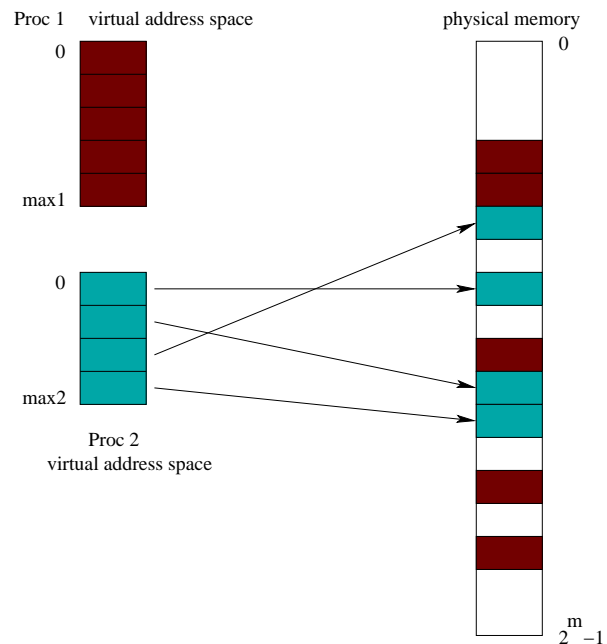 Proc 1 virtual address space
physical memory
0
0
max1
0
max2
Proc 2
virtual address space
m
2 −1